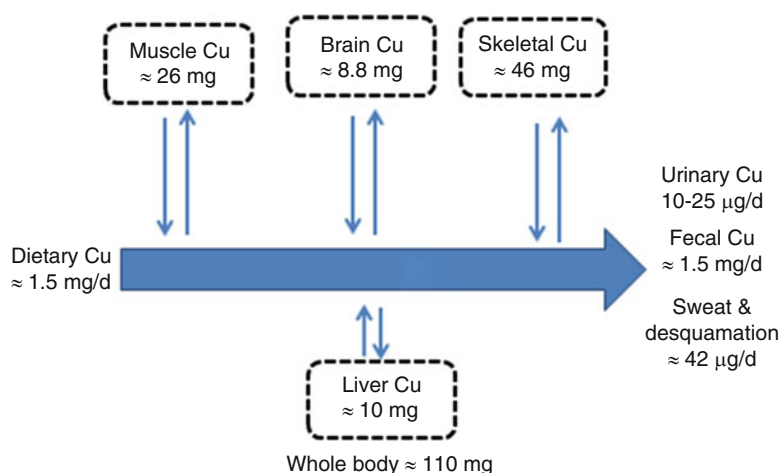 Muscle Cu
≈ 26 mg
Brain Cu
≈ 8.8 mg
Skeletal Cu
≈ 46 mg
Dietary Cu
≈ 1.5 mg/d
Urinary Cu
10-25 μg/d
Fecal Cu
≈ 1.5 mg/d
Sweat &
desquamation
≈ 42 μg/d
Liver Cu
≈ 10 mg
Whole body ≈ 110 mg